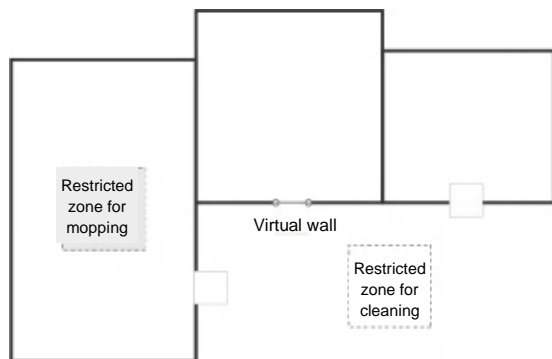 Restricted
zone for
mopping
Virtual wall
Restricted
zone for
cleaning